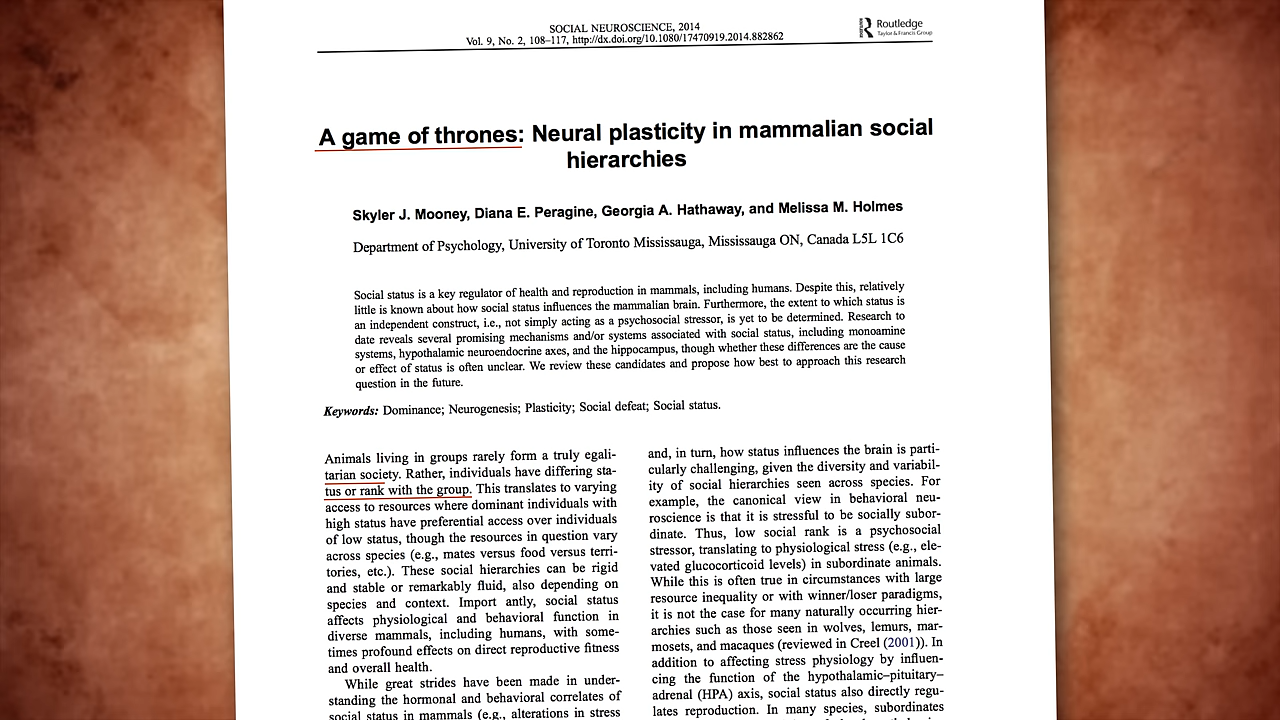 SOCIAL NEUROSCIENCE, 2014
Vol. 9, No. 2, 108–117, http://dx.doi.org/10.1080/17470919.2014.882862
Routledge
Taylor & Francis Group
A game of thrones: Neural plasticity in mammalian social
hierarchies
Skyler J. Mooney, Diana E. Peragine, Georgia A. Hathaway, and Melissa M. Holmes
Department of Psychology, University of Toronto Mississauga, Mississauga ON, Canada L5L 1C6
Social status is a key regulator of health and reproduction in mammals, including humans. Despite this, relatively
little is known about how social status influences the mammalian brain. Furthermore, the extent to which status is
an independent construct, i.e., not simply acting as a psychosocial stressor, is yet to be determined. Research to
date reveals several promising mechanisms and/or systems associated with social status, including monoamine
systems, hypothalamic neuroendocrine axes, and the hippocampus, though whether these differences are the cause
or effect of status is often unclear. We review these candidates and propose how best to approach this research
question in the future.
Keywords: Dominance; Neurogenesis; Plasticity; Social defeat; Social status.
Animals living in groups rarely form a truly egali-
tarian society. Rather, individuals have differing sta-
tus or rank with the group. This translates to varying
access to resources where dominant individuals with
high status have preferential access over individuals
of low status, though the resources in question vary
across species (e.g., mates versus food versus terri-
tories, etc.). These social hierarchies can be rigid
and stable or remarkably fluid, also depending on
species and context. Import antly, social status
affects physiological and behavioral function in
diverse mammals, including humans, with some-
times profound effects on direct reproductive fitness
and overall health.
While great strides have been made in under-
standing the hormonal and behavioral correlates of
social status in mammals (e.g., alterations in stress
and, in turn, how status influences the brain is parti-
cularly challenging, given the diversity and variabil-
ity of social hierarchies seen across species. For
example, the canonical view in behavioral neu-
roscience is that it is stressful to be socially subor-
dinate. Thus, low social rank is a psychosocial
stressor, translating to physiological stress (e.g., ele-
vated glucocorticoid levels) in subordinate animals.
While this is often true in circumstances with large
resource inequality or with winner/loser paradigms,
it is not the case for many naturally occurring hier-
archies such as those seen in wolves, lemurs, mar-
mosets, and macaques (reviewed in Creel (2001)). In
addition to affecting stress physiology by influen-
cing the function of the hypothalamic–pituitary–
adrenal (HPA) axis, social status also directly regu-
lates reproduction. In many species, subordinates